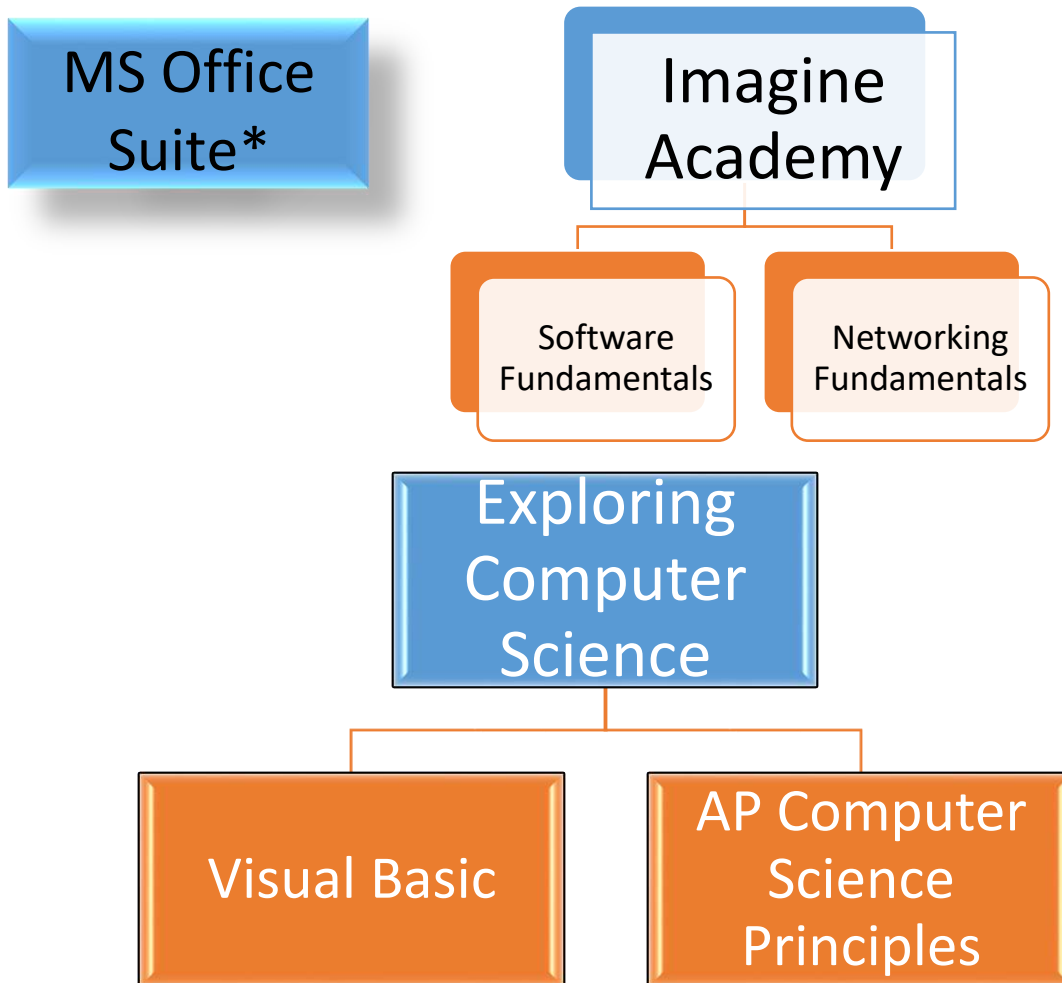 MS Office
Suite*
Imagine
Academy
Software
Fundamentals
Networking
Fundamentals
Exploring
Computer
Science
Visual Basic
AP Computer
Science
Principles